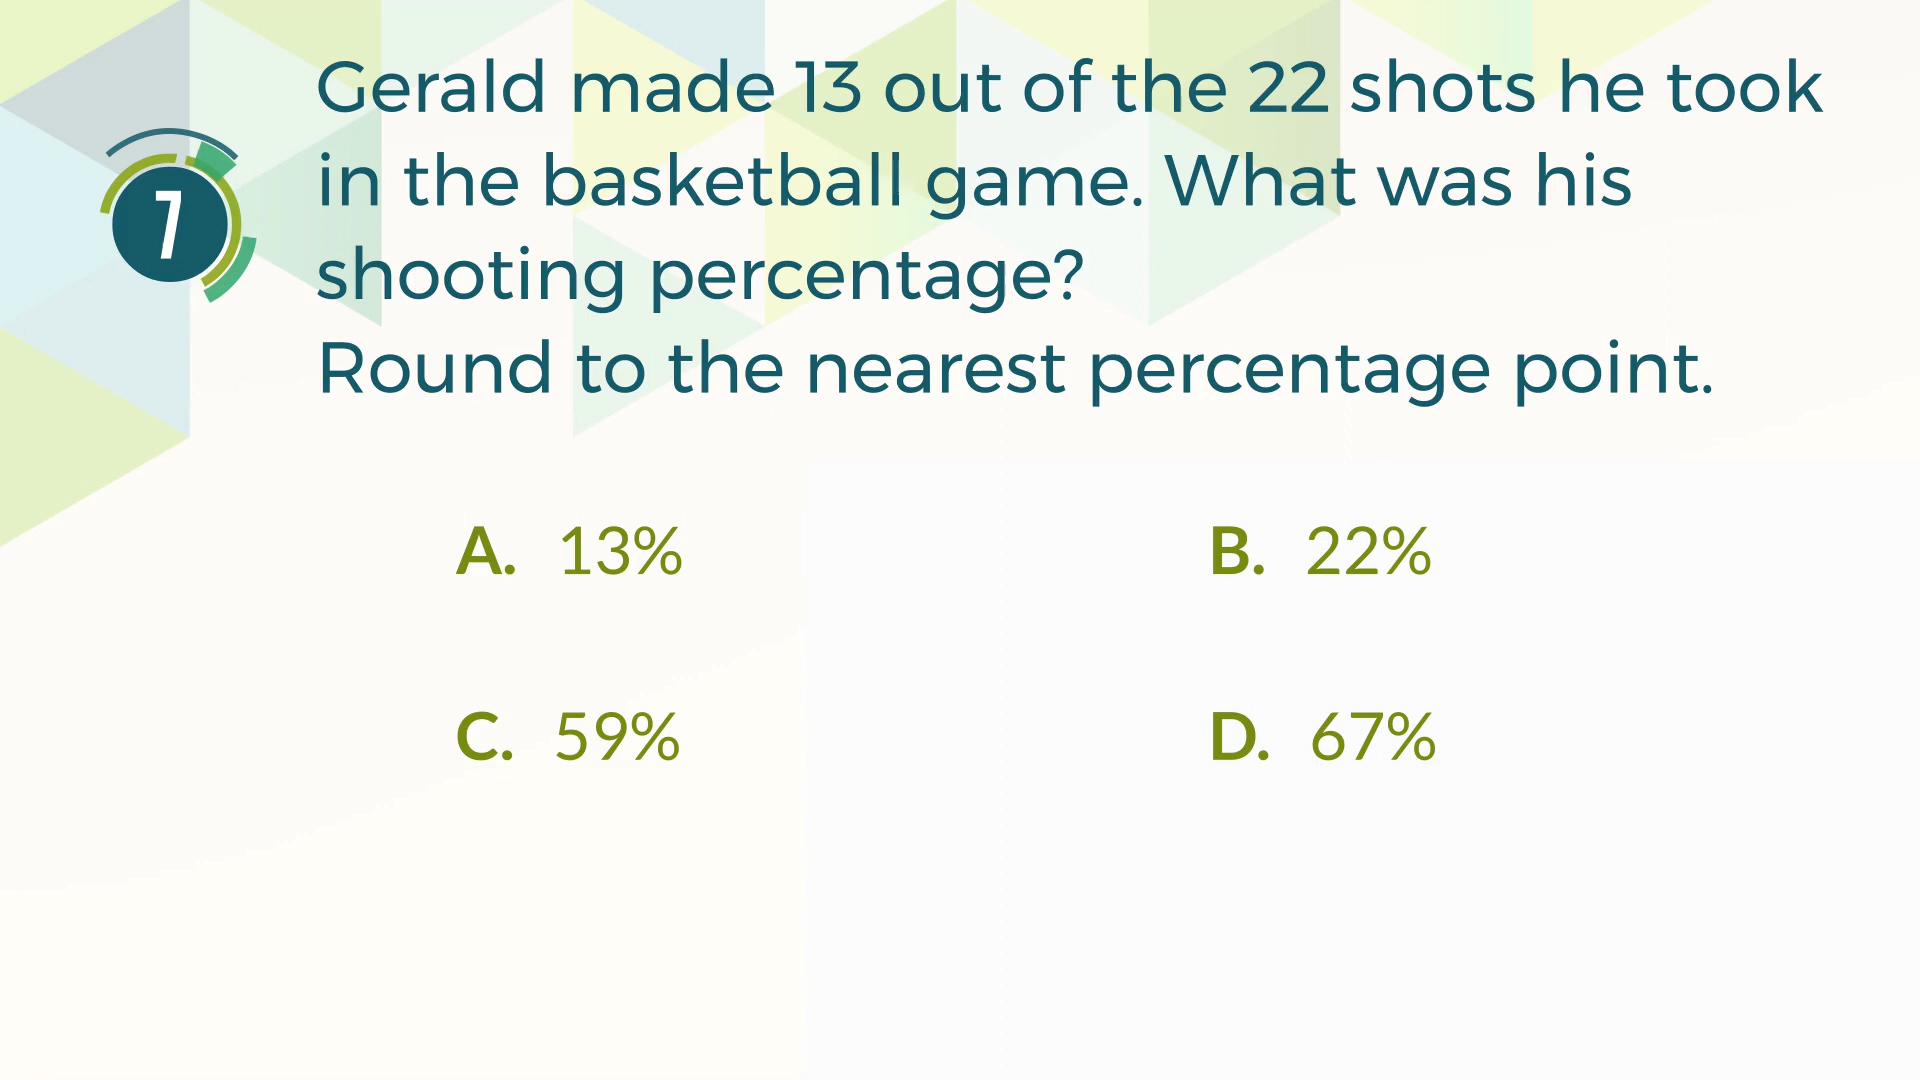 Gerald made 13 out of the 22 shots he took
in the basketball game. What was his
shooting percentage?
Round to the nearest percentage point.
7
A. 13%
B. 22%
C. 59%
D. 67%